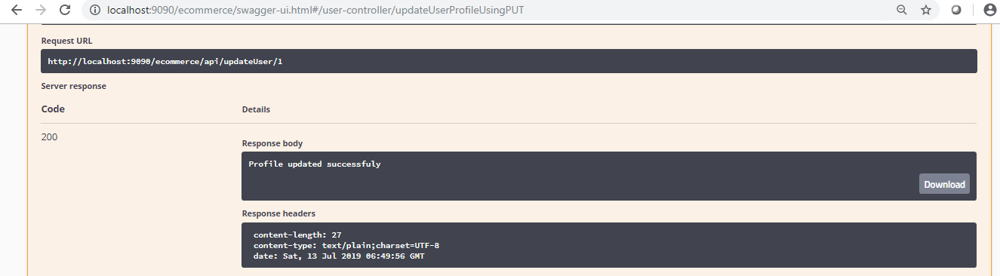 localhost:9090/ecommerce/swagger-ui.html#/user-controller/updateUserProfileUsingPUT
Request URL
http://localhost:9090/ecommerce/api/updateUser/1
Server response
Code Details
200
Response body
Profile updated successfuly
Download
Response headers
content-length: 27
content-type: text/plain;charset=UTF-8
date: Sat, 13 Jul 2019 06:49:56 GMT